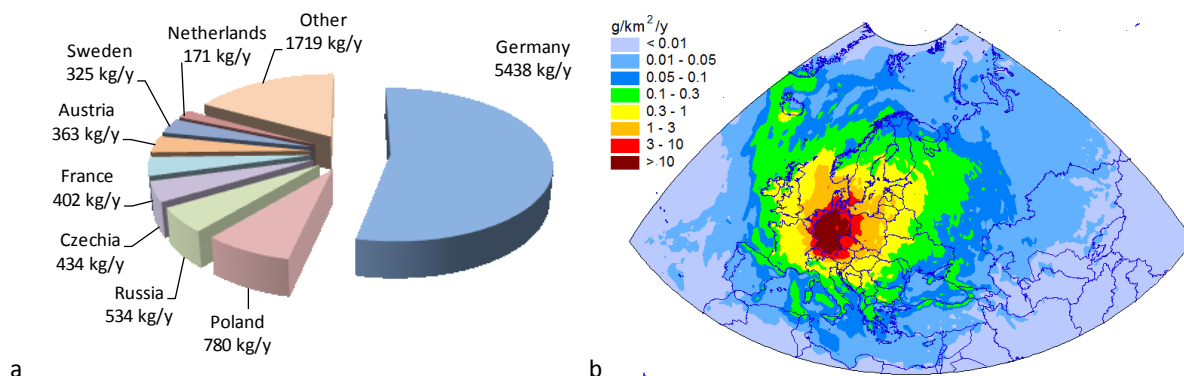 Germany
5438 kg/y
Poland
780 kg/y
Russia
534 kg/y
Czechia
434 kg/y
France
402 kg/y
Austria
363 kg/y
Sweden
325 kg/y
Netherlands
171 kg/y
Other
1719 kg/y
a
g/km²/y
< 0.01
0.01 - 0.05
0.05 - 0.1
0.1 - 0.3
0.3 - 1
1 - 3
3 - 10
> 10
b